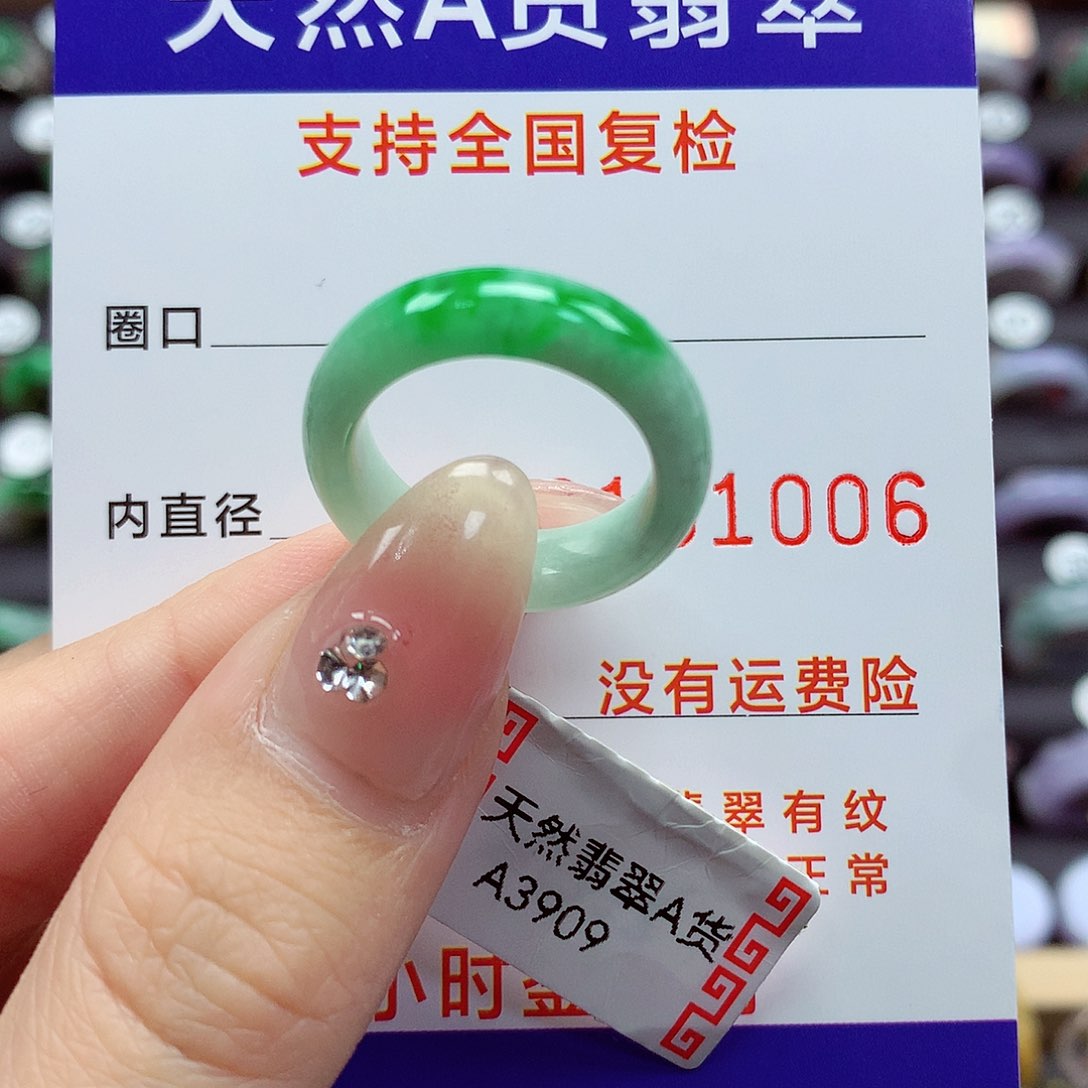 天然A货翡翠
支持全国复检
圈口
内直径
1006
没有运费险
翠有纹
正常
天然翡翠A货
A3909
小时